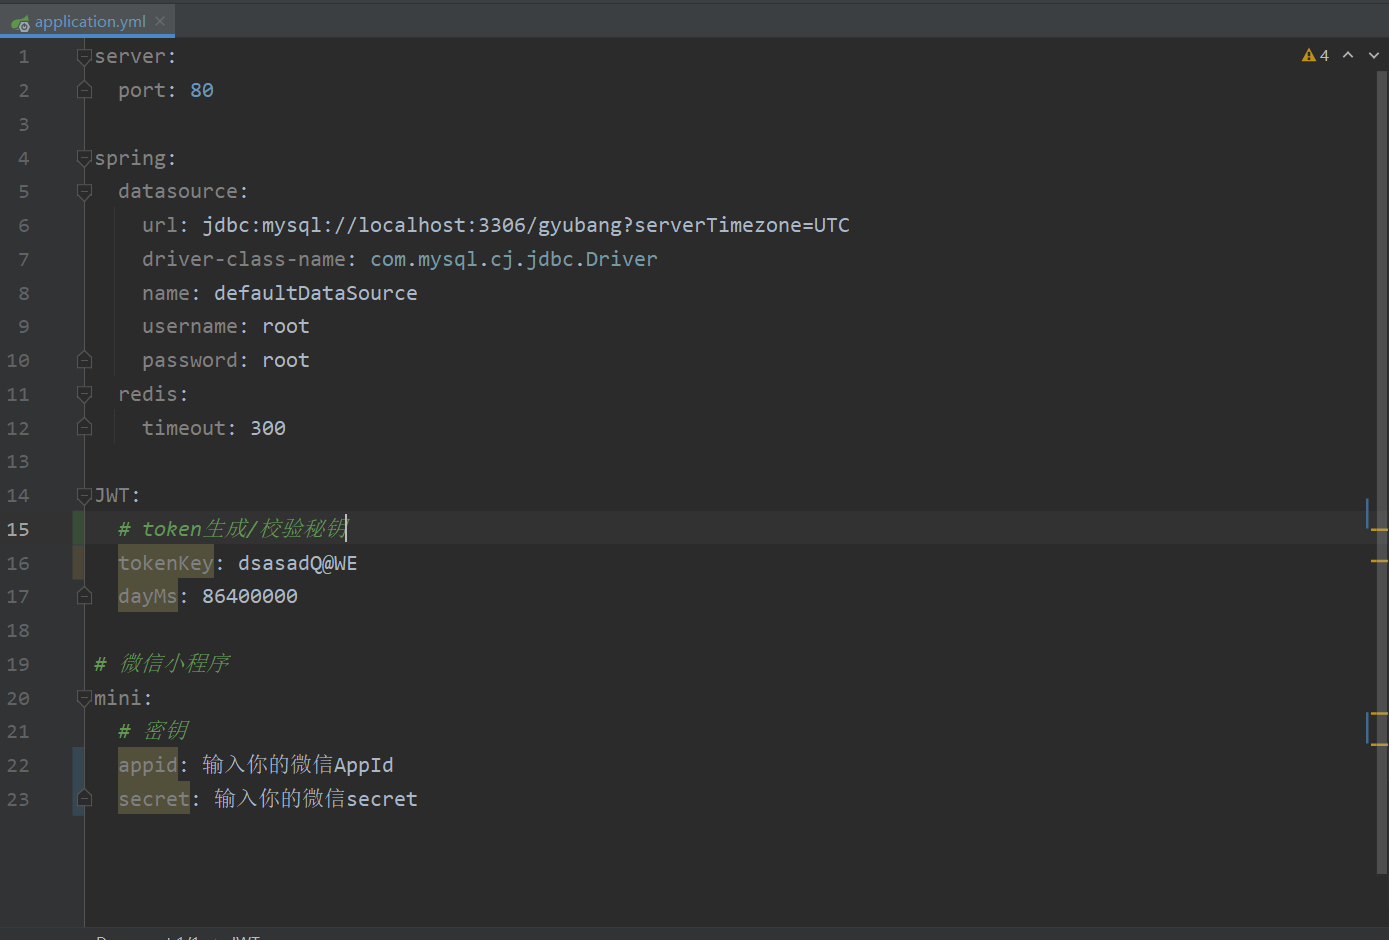 application.yml
4
1 server:
2 port: 80
3
4 spring:
5 datasource:
6 url: jdbc:mysql://localhost:3306/gyubang?serverTimezone=UTC
7 driver-class-name: com.mysql.cj.jdbc.Driver
8 name: defaultDataSource
9 username: root
10 password: root
11 redis:
12 timeout: 300
13
14 JWT:
15 # token生成/校验秘钥
16 tokenKey: dsasadQ@WE
17 dayMs: 86400000
18
19 # 微信小程序
20 mini:
21 # 密钥
22 appid: 输入你的微信AppId
23 secret: 输入你的微信secret